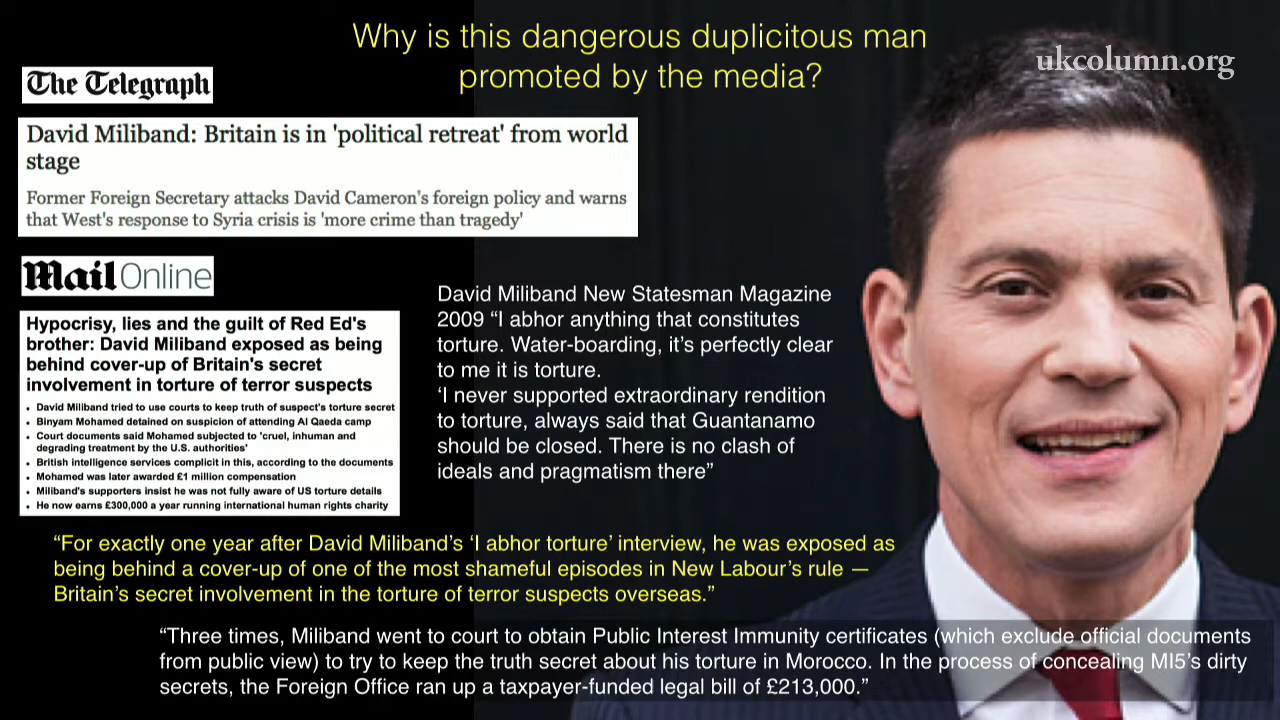 Why is this dangerous duplicitous man
promoted by the media?
ukcolumn.org
The Telegraph
David Miliband: Britain is in 'political retreat' from world
stage
Former Foreign Secretary attacks David Cameron's foreign policy and warns
that West's response to Syria crisis is 'more crime than tragedy'
Mail Online
Hypocrisy, lies and the guilt of Red Ed's
brother: David Miliband exposed as being
behind cover-up of Britain's secret
involvement in torture of terror suspects
• David Miliband tried to use courts to keep truth of suspect's torture secret
• Binyam Mohamed detained on suspicion of attending Al Qaeda camp
• Court documents said Mohamed subjected to 'cruel, inhuman and
degrading treatment by the U.S. authorities'
• British intelligence services complicit in this, according to the documents
• Mohamed was later awarded £1 million compensation
• Miliband's supporters insist he was not fully aware of US torture details
• He now earns £300,000 a year running international human rights charity
David Miliband New Statesman Magazine
2009 “I abhor anything that constitutes
torture. Water-boarding, it’s perfectly clear
to me it is torture.
‘I never supported extraordinary rendition
to torture, always said that Guantanamo
should be closed. There is no clash of
ideals and pragmatism there”
“For exactly one year after David Miliband’s ‘I abhor torture’ interview, he was exposed as
being behind a cover-up of one of the most shameful episodes in New Labour’s rule —
Britain’s secret involvement in the torture of terror suspects overseas.”
“Three times, Miliband went to court to obtain Public Interest Immunity certificates (which exclude official documents
from public view) to try to keep the truth secret about his torture in Morocco. In the process of concealing MI5’s dirty
secrets, the Foreign Office ran up a taxpayer-funded legal bill of £213,000.”